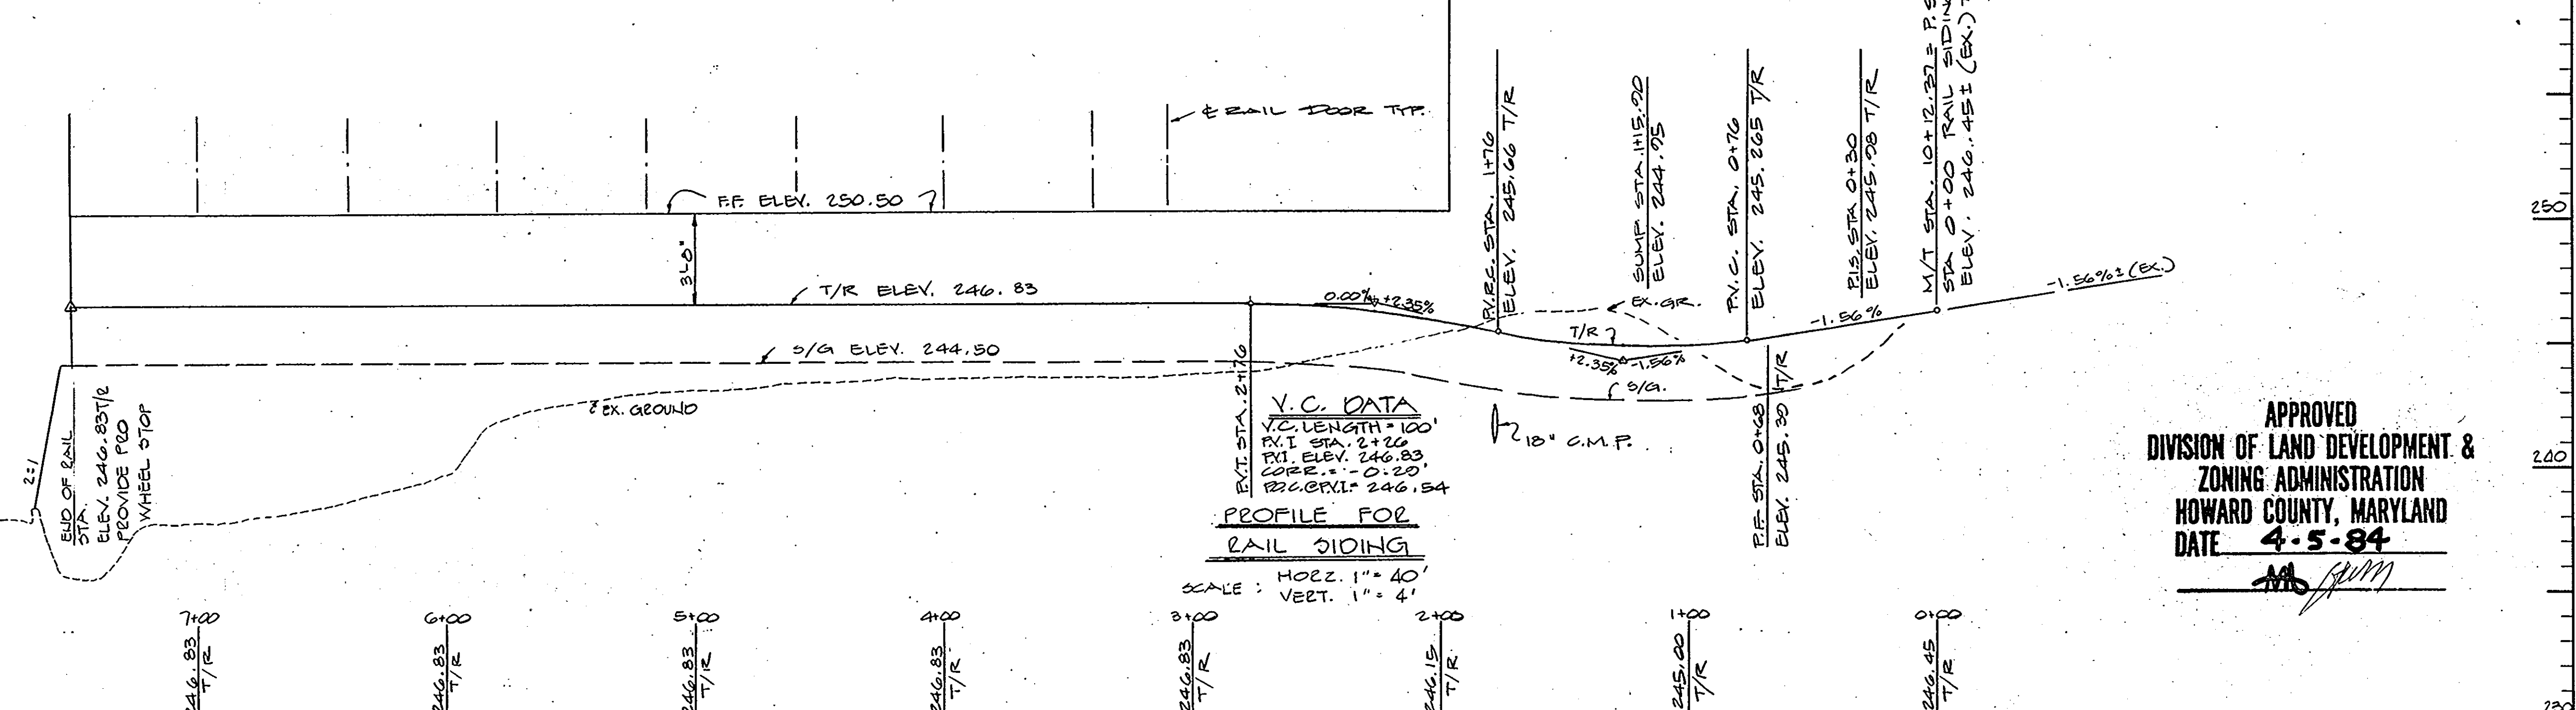 ℄ RAIL DOOR TYP.
F.F. ELEV. 250.50
3'-8"
T/R ELEV. 246.83
S/G ELEV. 244.50
EX. GROUND
2:1
END OF RAIL
STA.
ELEV. 246.83 T/R
PROVIDE PRO
WHEEL STOP
P.V.T. STA. 2+76
0.00%
+2.35%
P.V.R.C. STA. 1+76
ELEV. 245.66 T/R
SUMP STA. 1+15.90
ELEV. 244.95
P.V.C. STA. 0+76
ELEV. 245.265 T/R
P.I.S. STA 0+30
ELEV. 245.98 T/R
M/T STA. 10+12.37 = P.S
STA 0+00 RAIL SIDING
ELEV. 246.45± (EX.)
EX. GR.
T/R
+2.35%
-1.56%
S/G.
-1.56%
-1.56%± (EX.)
P.F. STA. 0+68
ELEV. 245.39 T/R
18" C.M.P.
V.C. DATA
V.C. LENGTH = 100'
P.V.I STA. 2+26
P.V.I. ELEV. 246.83
CORR. = -0.29'
P.O.C.@P.V.I.= 246.54
PROFILE FOR
RAIL SIDING
SCALE : HORZ. 1" = 40'
VERT. 1" = 4'
APPROVED
DIVISION OF LAND DEVELOPMENT &
ZONING ADMINISTRATION
HOWARD COUNTY, MARYLAND
DATE 4-5-84
250
240
230
7+00
6+00
5+00
4+00
3+00
2+00
1+00
0+00
246.83
T/R
246.83
T/R
246.83
T/R
246.83
T/R
246.83
T/R
246.15
T/R
245.00
T/R
246.45
T/R